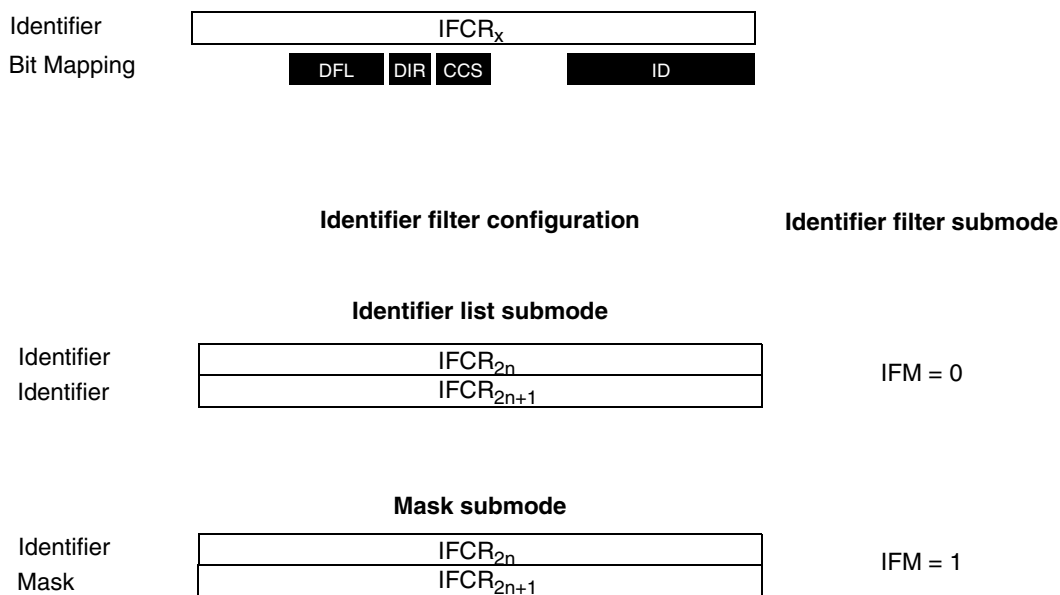 Identifier IFCRx
Bit Mapping DFL DIR CCS ID
Identifier filter configuration Identifier filter submode
Identifier list submode
Identifier IFCR2n
Identifier IFCR2n+1
IFM = 0
Mask submode
Identifier IFCR2n
Mask IFCR2n+1
IFM = 1